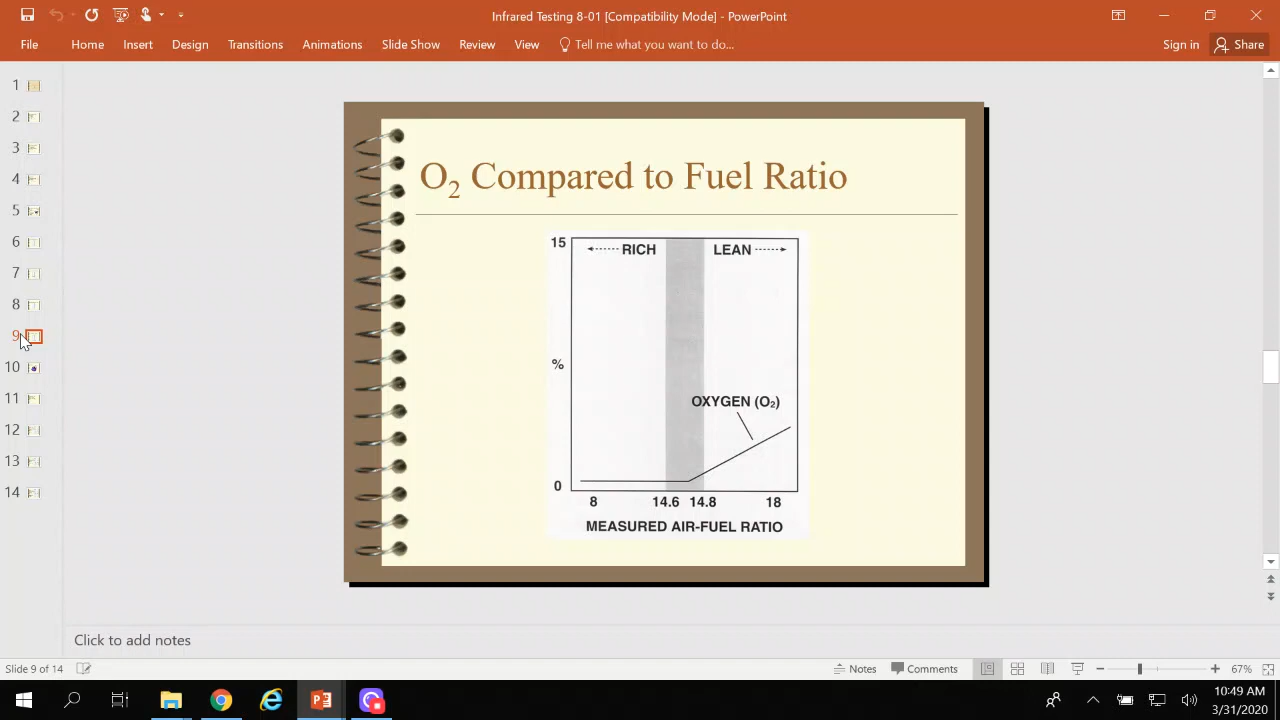 Infrared Testing 8-01 [Compatibility Mode] - PowerPoint
File Home Insert Design Transitions Animations Slide Show Review View Tell me what you want to do... Sign in Share
1
2
3
4
5
6
7
8
9
10
11
12
13
14
O₂ Compared to Fuel Ratio
15
RICH LEAN
%
OXYGEN (O₂)
0
8 14.6 14.8 18
MEASURED AIR-FUEL RATIO
Click to add notes
Slide 9 of 14 Notes Comments 67%
10:49 AM
3/31/2020